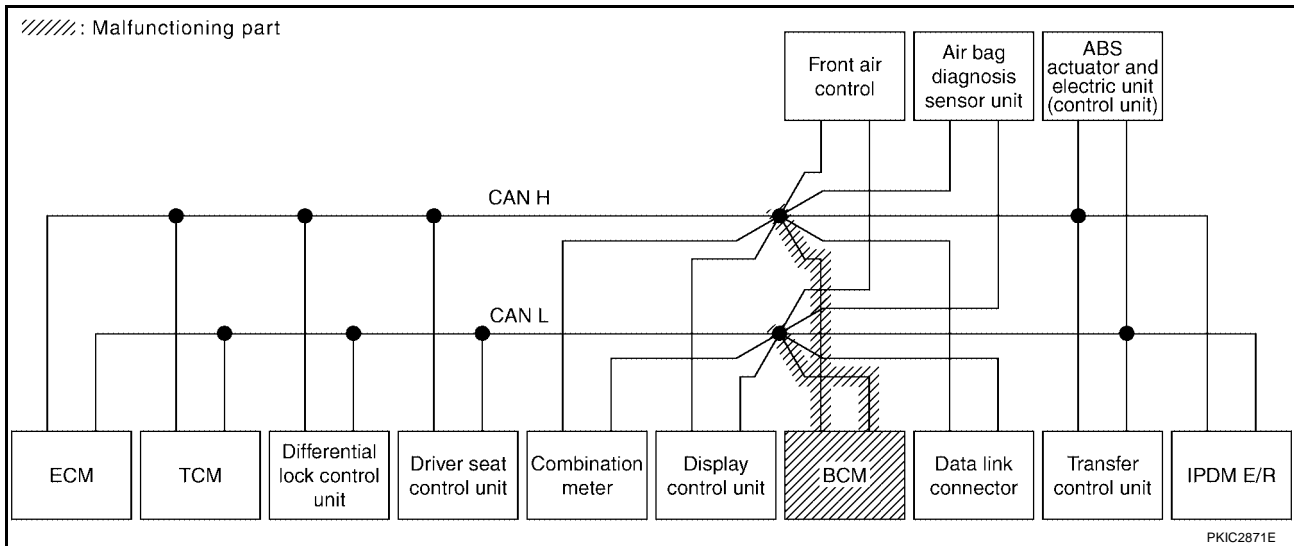 : Malfunctioning part
Front air
control
Air bag
diagnosis
sensor unit
ABS
actuator and
electric unit
(control unit)
CAN H
CAN L
ECM
TCM
Differential
lock control
unit
Driver seat
control unit
Combination
meter
Display
control unit
BCM
Data link
connector
Transfer
control unit
IPDM E/R
PKIC2871E